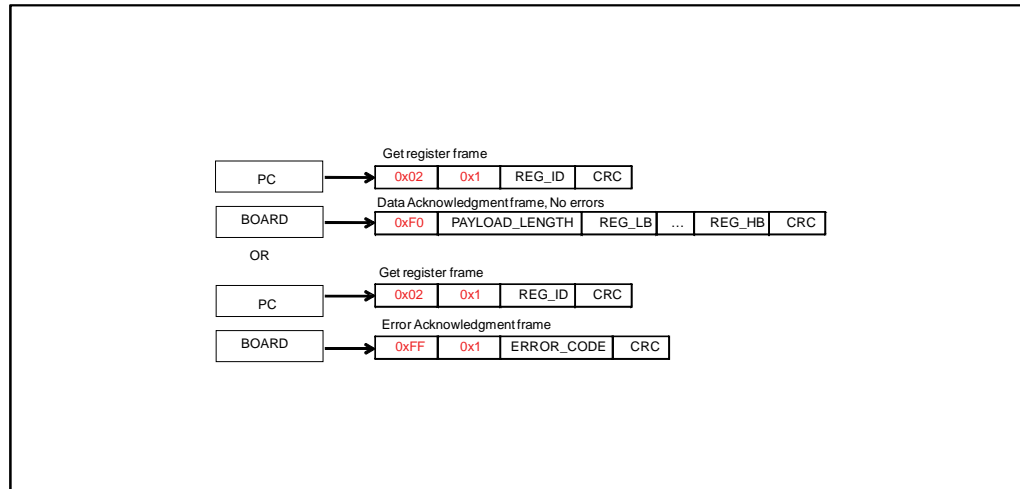 Get register frame
PC 0x02 0x1 REG_ID CRC
Data Acknowledgment frame, No errors
BOARD 0xF0 PAYLOAD_LENGTH REG_LB ... REG_HB CRC
OR
Get register frame
PC 0x02 0x1 REG_ID CRC
Error Acknowledgment frame
BOARD 0xFF 0x1 ERROR_CODE CRC